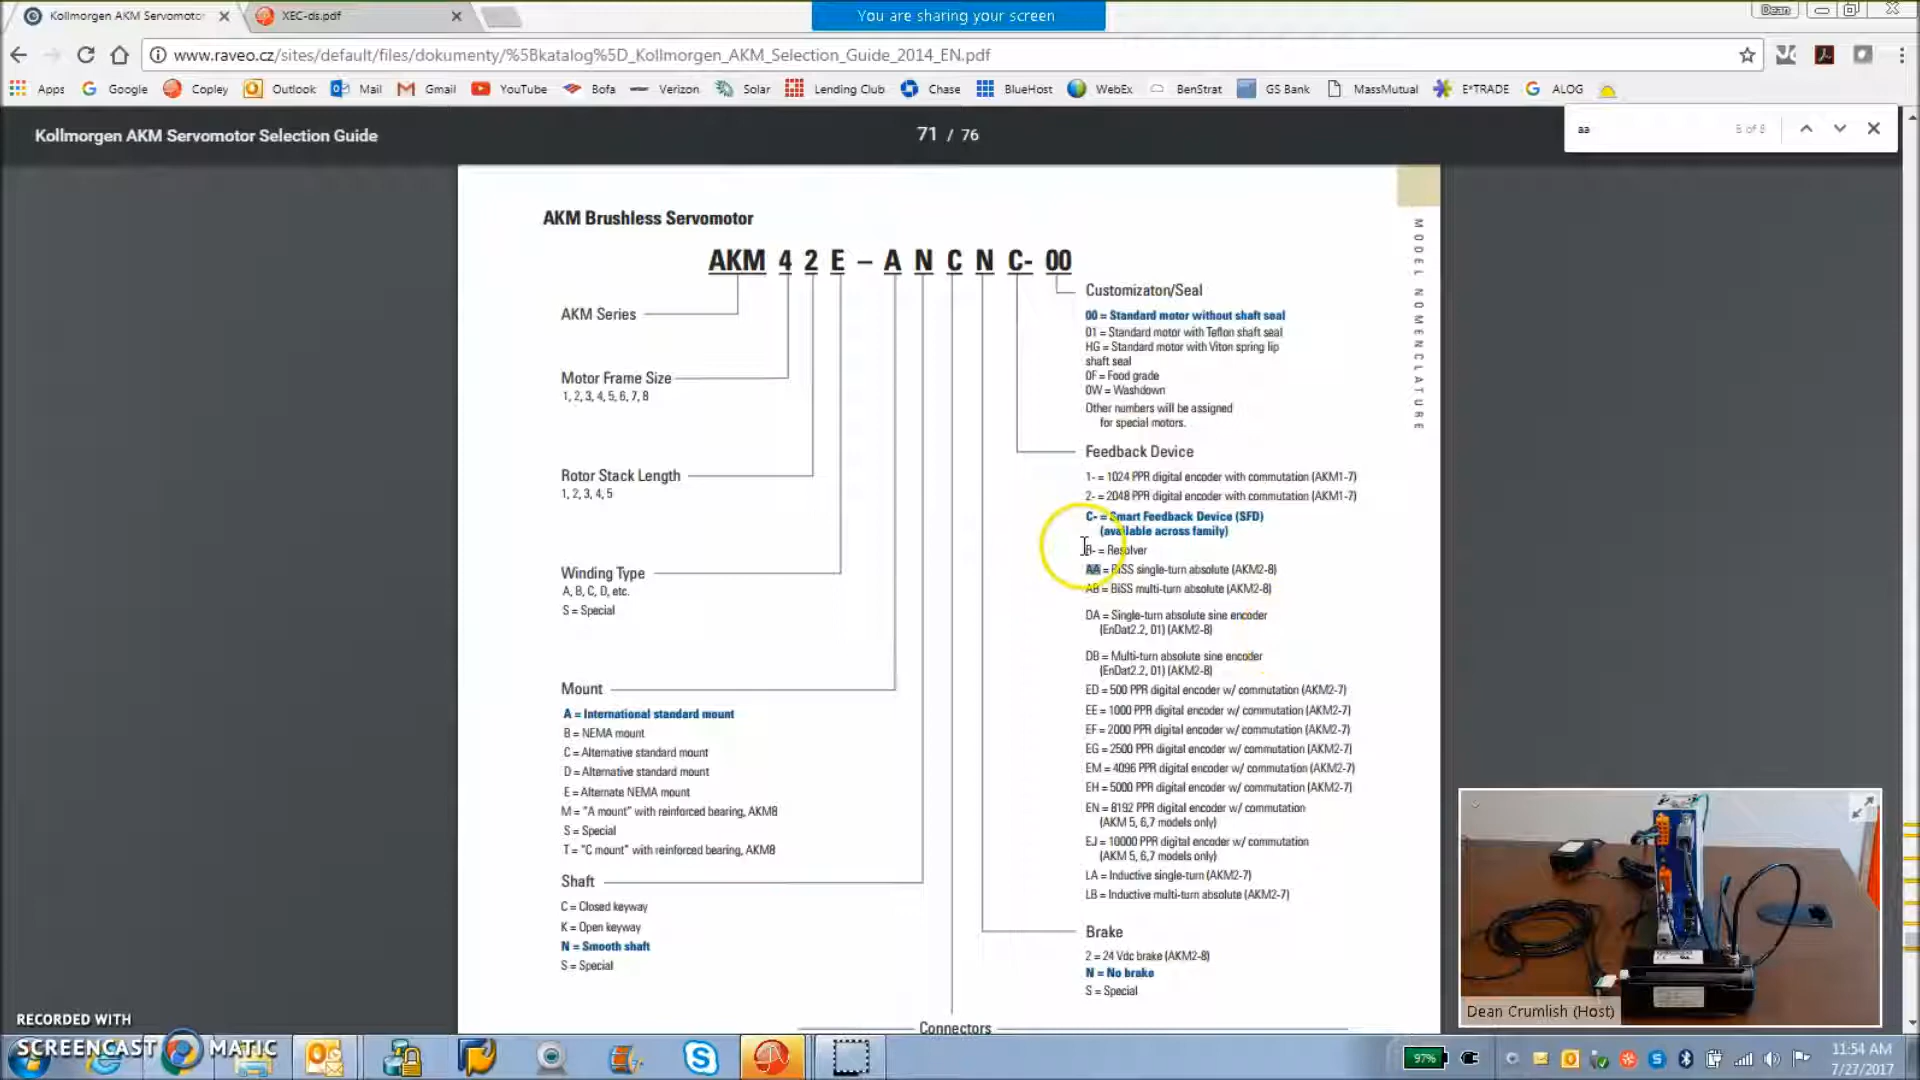 Kollmorgen AKM Servomotor
XEC-ds.pdf
You are sharing your screen
Dean
www.raveo.cz/sites/default/files/dokumenty/%5Bkatalog%5D_Kollmorgen_AKM_Selection_Guide_2014_EN.pdf
Apps Google Copley Outlook Mail Gmail YouTube Bofa Verizon Solar Lending Club Chase BlueHost WebEx BenStrat GS Bank MassMutual E*TRADE ALOG
Kollmorgen AKM Servomotor Selection Guide
71 / 76
aa
AKM Brushless Servomotor
AKM 4 2 E – A N C N C- 00
AKM Series
Motor Frame Size
1, 2, 3, 4, 5, 6, 7, 8
Rotor Stack Length
1, 2, 3, 4, 5
Winding Type
A, B, C, D, etc.
S = Special
Mount
A = International standard mount
B = NEMA mount
C = Alternative standard mount
D = Alternative standard mount
E = Alternate NEMA mount
M = "A mount" with reinforced bearing, AKM8
S = Special
T = "C mount" with reinforced bearing, AKM8
Shaft
C = Closed keyway
K = Open keyway
N = Smooth shaft
S = Special
Customizaton/Seal
00 = Standard motor without shaft seal
01 = Standard motor with Teflon shaft seal
HG = Standard motor with Viton spring lip
shaft seal
0F = Food grade
0W = Washdown
Other numbers will be assigned
for special motors.
Feedback Device
1- = 1024 PPR digital encoder with commutation (AKM1-7)
2- = 2048 PPR digital encoder with commutation (AKM1-7)
C- = Smart Feedback Device (SFD)
(available across family)
R- = Resolver
AA = BiSS single-turn absolute (AKM2-8)
AB = BiSS multi-turn absolute (AKM2-8)
DA = Single-turn absolute sine encoder
(EnDat2.2, 01) (AKM2-8)
DB = Multi-turn absolute sine encoder
(EnDat2.2, 01) (AKM2-8)
ED = 500 PPR digital encoder w/ commutation (AKM2-7)
EE = 1000 PPR digital encoder w/ commutation (AKM2-7)
EF = 2000 PPR digital encoder w/ commutation (AKM2-7)
EG = 2500 PPR digital encoder w/ commutation (AKM2-7)
EM = 4096 PPR digital encoder w/ commutation (AKM2-7)
EH = 5000 PPR digital encoder w/ commutation (AKM2-7)
EN = 8192 PPR digital encoder w/ commutation
(AKM 5, 6,7 models only)
EJ = 10000 PPR digital encoder w/ commutation
(AKM 5, 6,7 models only)
LA = Inductive single-turn (AKM2-7)
LB = Inductive multi-turn absolute (AKM2-7)
Brake
2 = 24 Vdc brake (AKM2-8)
N = No brake
S = Special
Connectors
MODEL NOMENCLATURE
Dean Crumlish (Host)
RECORDED WITH
SCREENCAST MATIC
97%
11:54 AM
7/27/2017